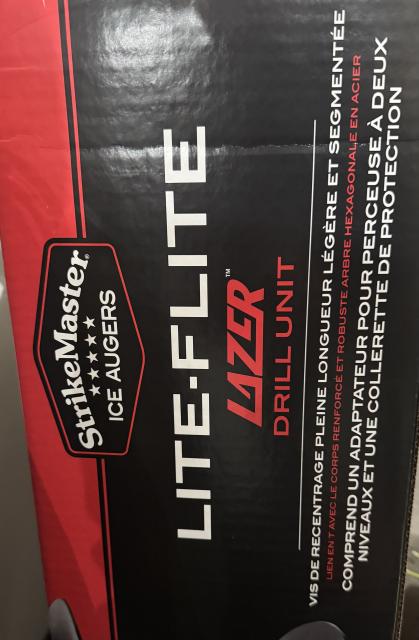 StrikeMaster®
★★★★★
ICE AUGERS
LITE-FLITE
LAZER™
DRILL UNIT
VIS DE RECENTRAGE PLEINE LONGUEUR LÉGÈRE ET SEGMENTÉE
LIEN EN T AVEC LE CORPS RENFORCÉ ET ROBUSTE ARBRE HEXAGONALE EN ACIER
COMPREND UN ADAPTATEUR POUR PERCEUSE À DEUX
NIVEAUX ET UNE COLLERETTE DE PROTECTION